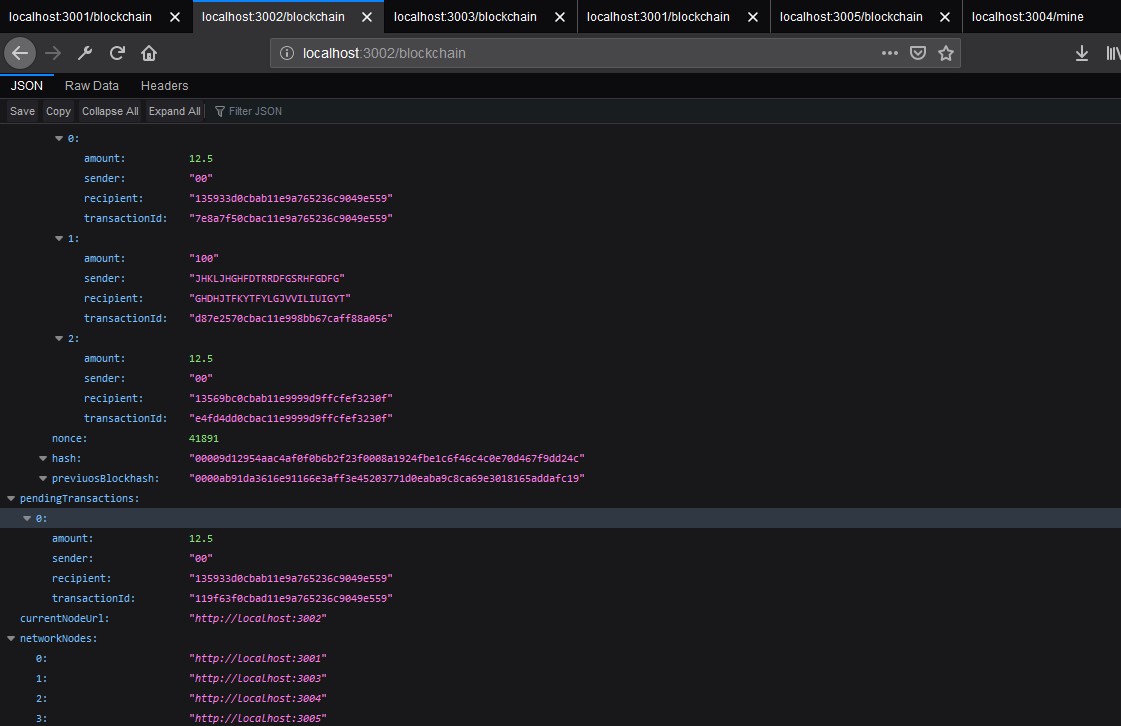 localhost:3001/blockchain localhost:3002/blockchain localhost:3003/blockchain localhost:3001/blockchain localhost:3005/blockchain localhost:3004/mine
localhost:3002/blockchain
JSON Raw Data Headers
Save Copy Collapse All Expand All Filter JSON
0:
amount: 12.5
sender: "00"
recipient: "135933d0cbab11e9a765236c9049e559"
transactionId: "7e8a7f50cbac11e9a765236c9049e559"
1:
amount: "100"
sender: "JHKLJHGHFDTRRDFGSRHFGDFG"
recipient: "GHDHJTFKYTFYLGJVVILIUIGYT"
transactionId: "d87e2570cbac11e998bb67caff88a056"
2:
amount: 12.5
sender: "00"
recipient: "13569bc0cbab11e9999d9ffcfef3230f"
transactionId: "e4fd4dd0cbac11e9999d9ffcfef3230f"
nonce: 41891
hash: "00009d12954aac4af0f0b6b2f23f0008a1924fbe1c6f46c4c0e70d467f9dd24c"
previuosBlockhash: "0000ab91da3616e91166e3aff3e45203771d0eaba9c8ca69e3018165addafc19"
pendingTransactions:
0:
amount: 12.5
sender: "00"
recipient: "135933d0cbab11e9a765236c9049e559"
transactionId: "119f63f0cbad11e9a765236c9049e559"
currentNodeUrl: "http://localhost:3002"
networkNodes:
0: "http://localhost:3001"
1: "http://localhost:3003"
2: "http://localhost:3004"
3: "http://localhost:3005"